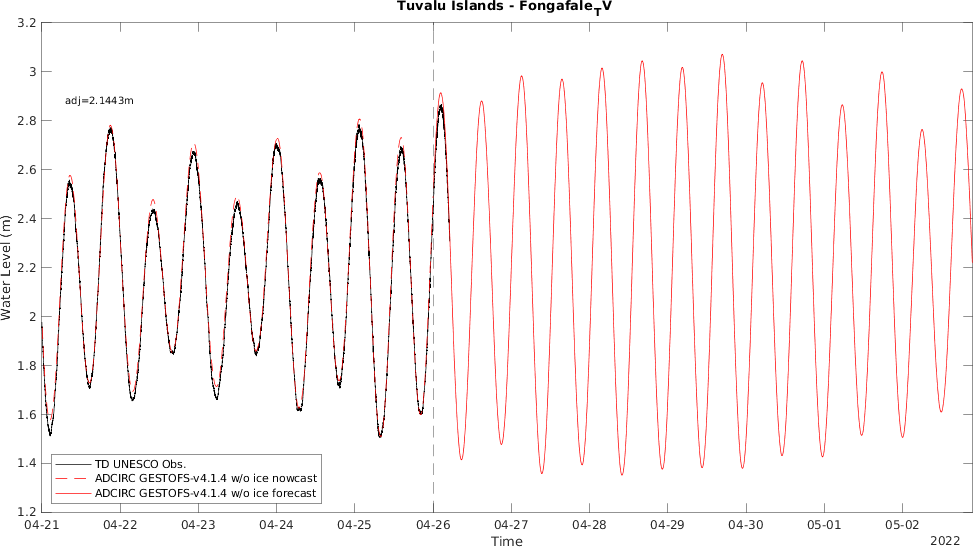 Tuvalu Islands - Fongafale_TV
adj=2.1443m
Water Level (m)
3.2
3
2.8
2.6
2.4
2.2
2
1.8
1.6
1.4
1.2
TD UNESCO Obs.
ADCIRC GESTOFS-v4.1.4 w/o ice nowcast
ADCIRC GESTOFS-v4.1.4 w/o ice forecast
04-21 04-22 04-23 04-24 04-25 04-26 04-27 04-28 04-29 04-30 05-01 05-02
Time
2022